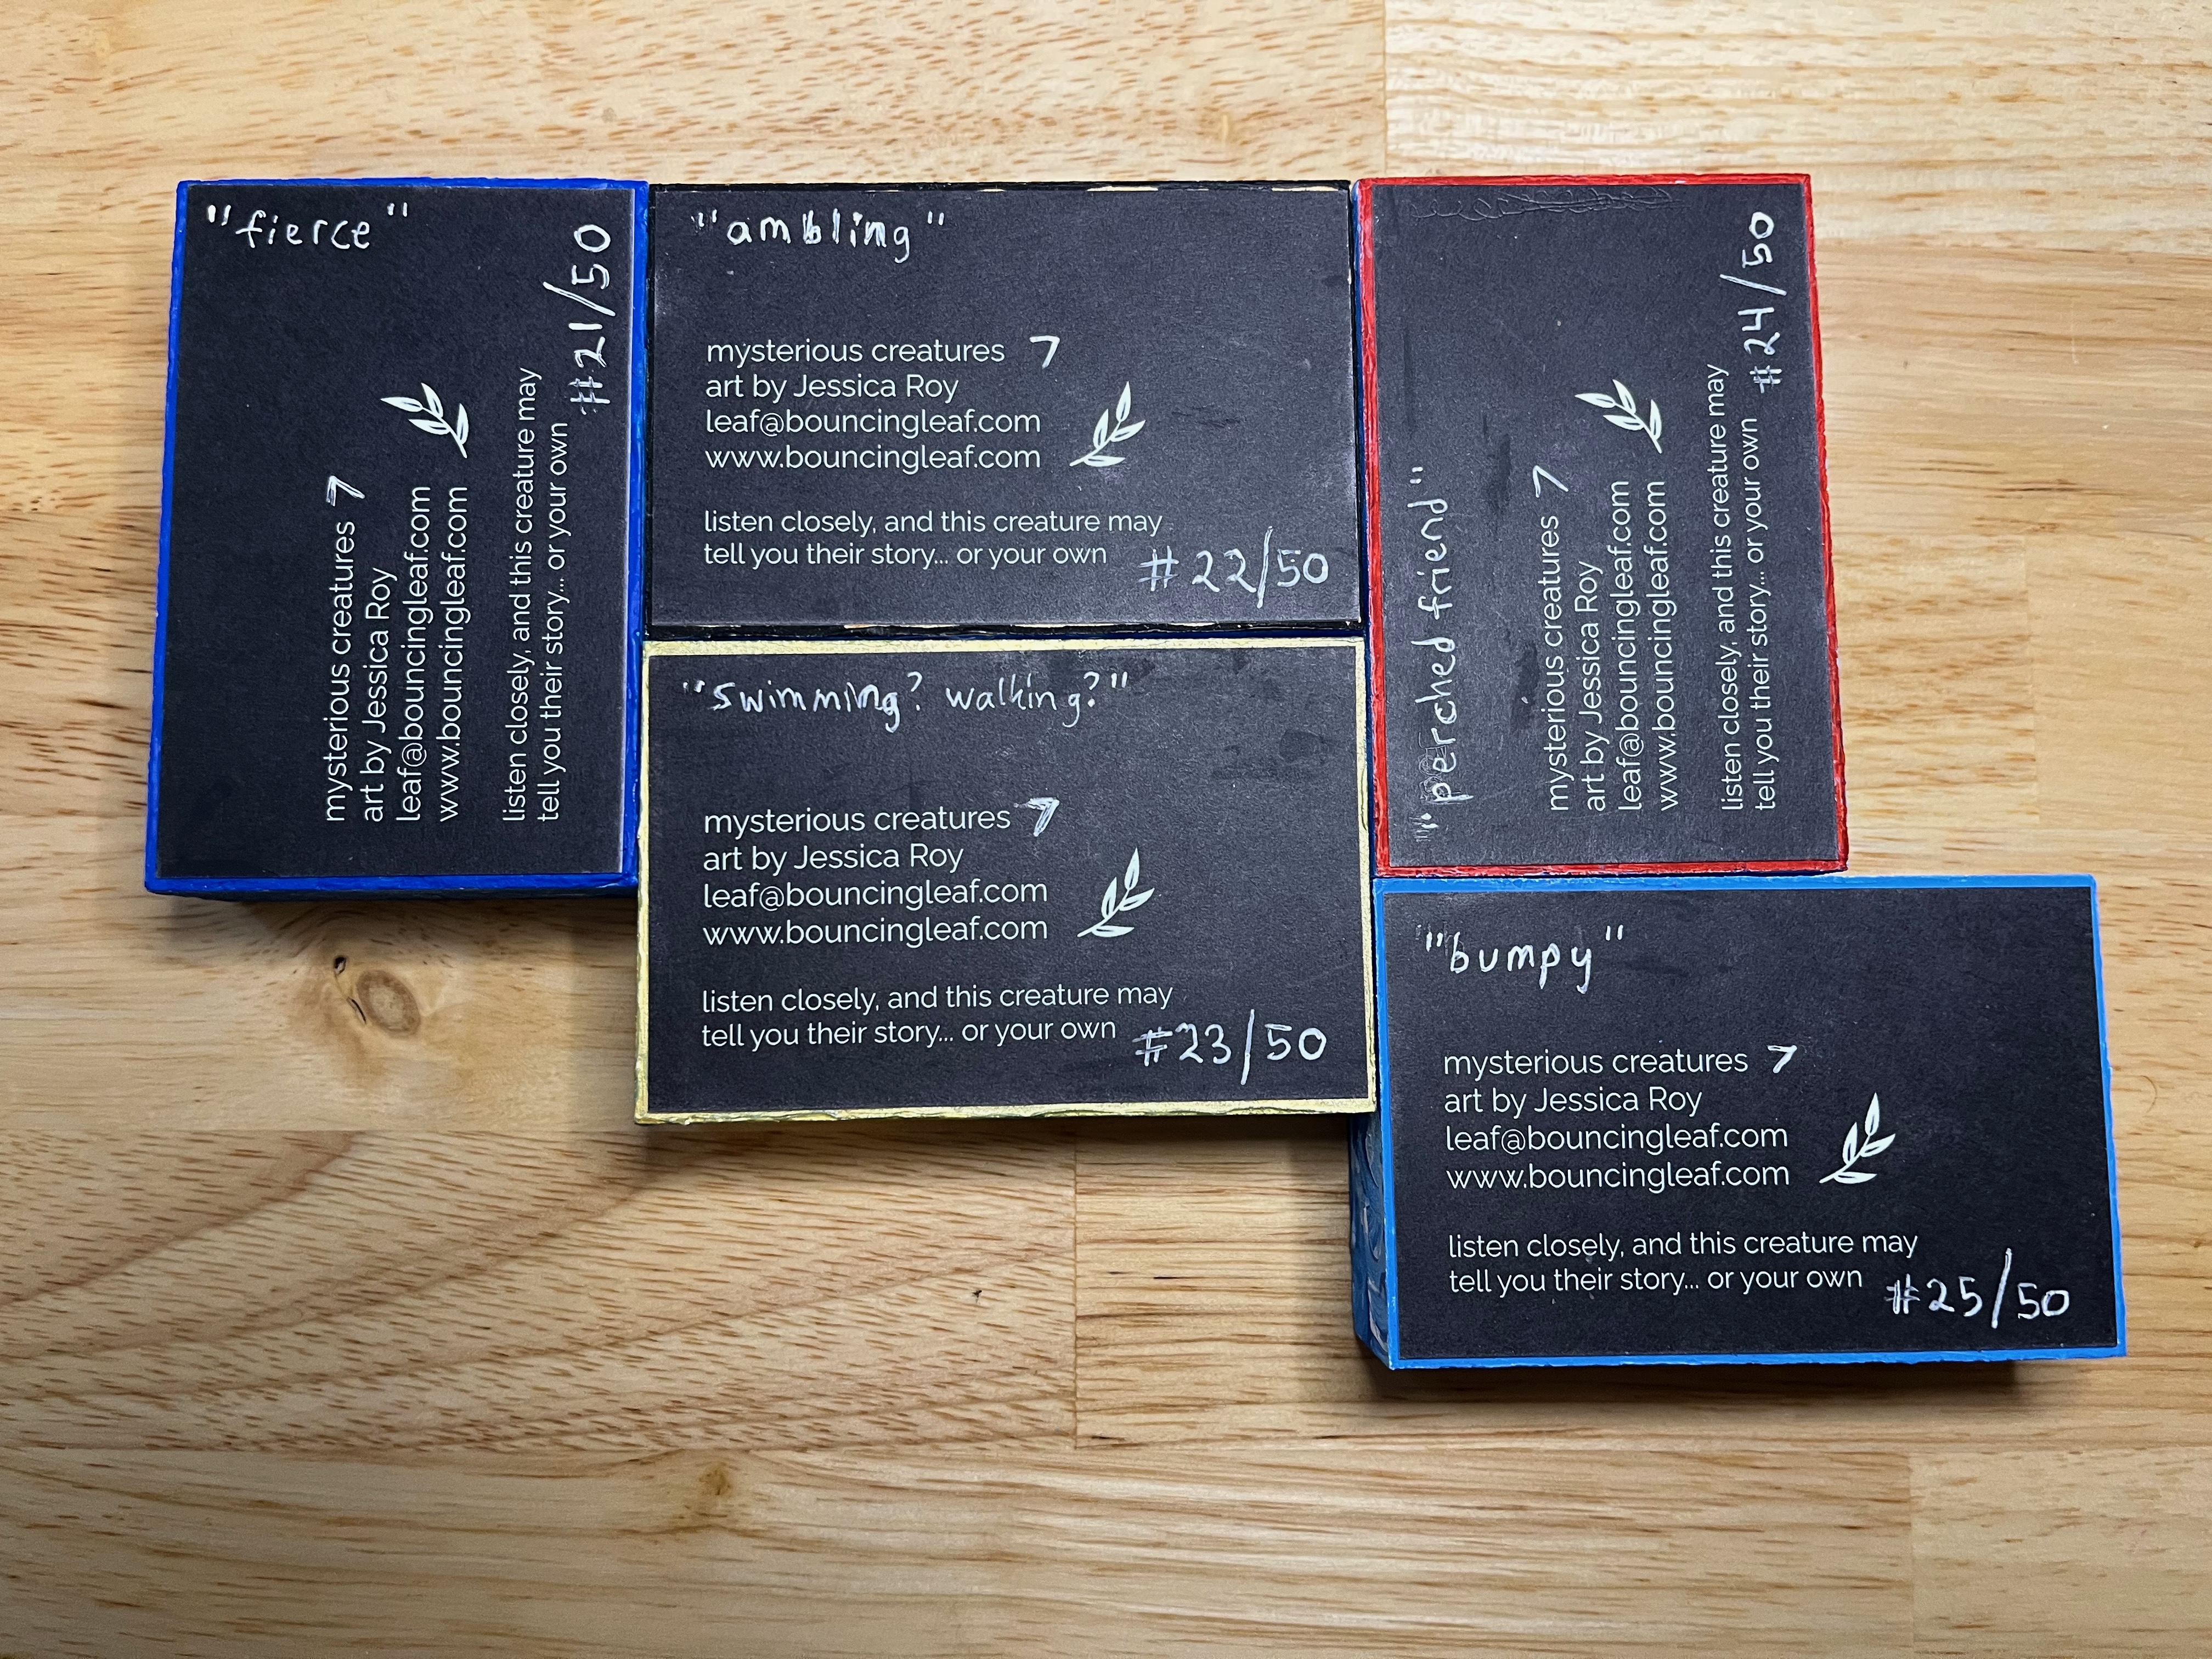 "fierce"
mysterious creatures 7
art by Jessica Roy
leaf@bouncingleaf.com
www.bouncingleaf.com
listen closely, and this creature may
tell you their story... or your own
#21/50
"ambling"
mysterious creatures 7
art by Jessica Roy
leaf@bouncingleaf.com
www.bouncingleaf.com
listen closely, and this creature may
tell you their story... or your own
#22/50
"swimming? walking?"
mysterious creatures 7
art by Jessica Roy
leaf@bouncingleaf.com
www.bouncingleaf.com
listen closely, and this creature may
tell you their story... or your own
#23/50
"perched friend"
mysterious creatures 7
art by Jessica Roy
leaf@bouncingleaf.com
www.bouncingleaf.com
listen closely, and this creature may
tell you their story... or your own
#24/50
"bumpy"
mysterious creatures 7
art by Jessica Roy
leaf@bouncingleaf.com
www.bouncingleaf.com
listen closely, and this creature may
tell you their story... or your own
#25/50